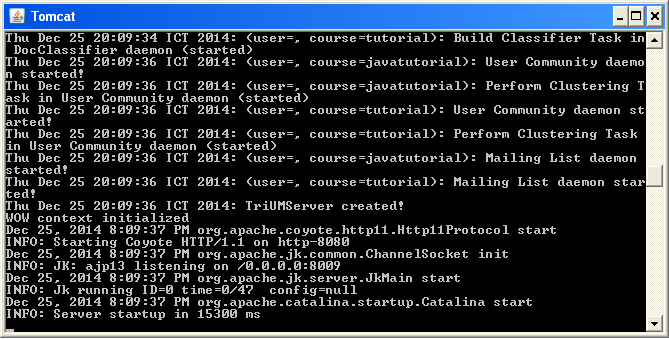 Tomcat
Thu Dec 25 20:09:34 ICT 2014: (user=, course=tutorial): Build Classifier Task in
 DocClassifier daemon (started)
Thu Dec 25 20:09:36 ICT 2014: (user=, course=javatutorial): User Community daemo
n started!
Thu Dec 25 20:09:36 ICT 2014: (user=, course=javatutorial): Perform Clustering T
ask in User Community daemon (started)
Thu Dec 25 20:09:36 ICT 2014: (user=, course=tutorial): User Community daemon st
arted!
Thu Dec 25 20:09:36 ICT 2014: (user=, course=tutorial): Perform Clustering Task
in User Community daemon (started)
Thu Dec 25 20:09:36 ICT 2014: (user=, course=javatutorial): Mailing List daemon
started!
Thu Dec 25 20:09:36 ICT 2014: (user=, course=tutorial): Mailing List daemon star
ted!
Thu Dec 25 20:09:36 ICT 2014: TriUMServer created!
WOW context initialized
Dec 25, 2014 8:09:37 PM org.apache.coyote.http11.Http11Protocol start
INFO: Starting Coyote HTTP/1.1 on http-8080
Dec 25, 2014 8:09:37 PM org.apache.jk.common.ChannelSocket init
INFO: JK: ajp13 listening on /0.0.0.0:8009
Dec 25, 2014 8:09:37 PM org.apache.jk.server.JkMain start
INFO: Jk running ID=0 time=0/47  config=null
Dec 25, 2014 8:09:37 PM org.apache.catalina.startup.Catalina start
INFO: Server startup in 15300 ms